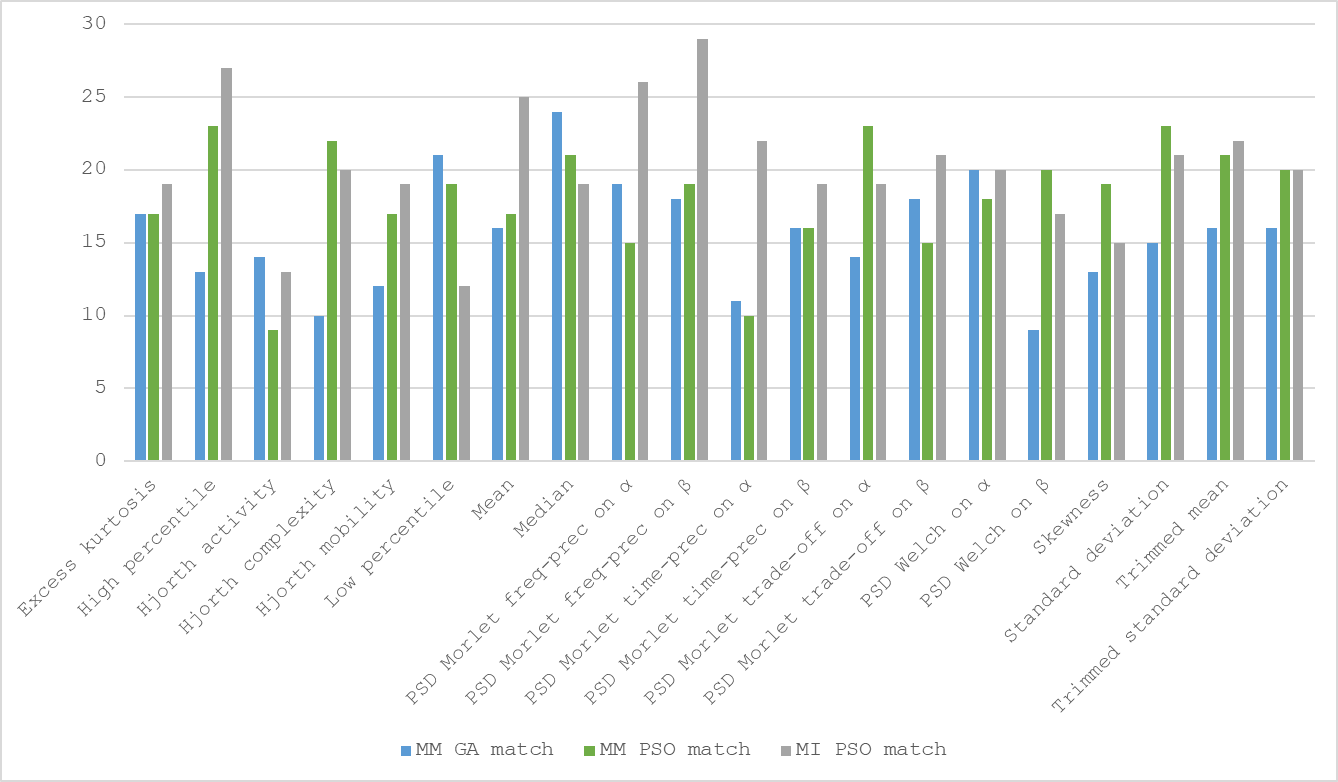 30
25
20
15
10
5
0
Excess kurtosis
High percentile
Hjorth activity
Hjorth complexity
Hjorth mobility
Low percentile
Mean
Median
PSD Morlet freq-prec on α
PSD Morlet freq-prec on β
PSD Morlet time-prec on α
PSD Morlet time-prec on β
PSD Morlet trade-off on α
PSD Morlet trade-off on β
PSD Welch on α
PSD Welch on β
Skewness
Standard deviation
Trimmed mean
Trimmed standard deviation
MM GA match MM PSO match MI PSO match